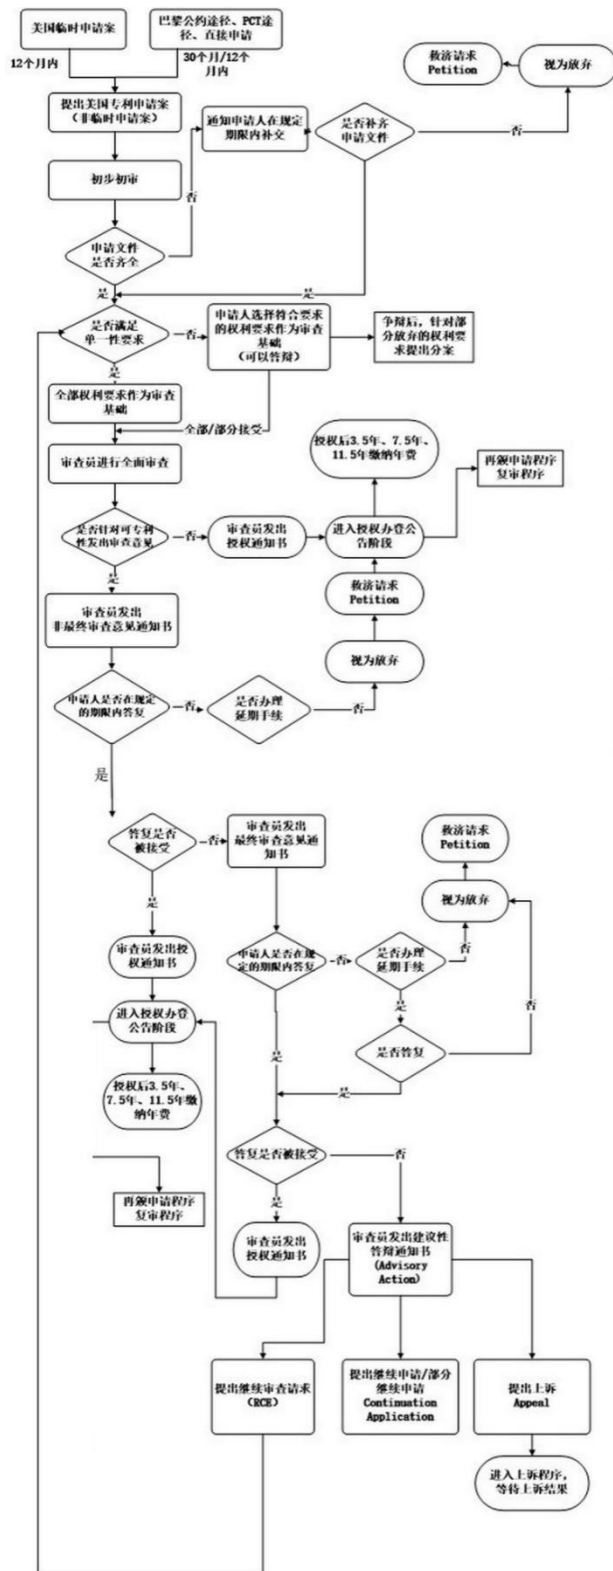 美国临时申请案
巴黎公约途径、PCT途
径、直接申请
12个月内
30个月/12个
月内
救济请求
Petition
视为放弃
提出美国专利申请案
（非临时申请案）
通知申请人在规定
期限内补交
是否补齐
申请文件
否
初步初审
否
申请文件
是否齐全
是
是
是否满足
单一性要求
否
申请人选择符合要求
的权利要求作为审查
基础
（可以答辩）
争辩后，针对部
分放弃的权利要
求提出分案
是
全部权利要求作为审查
基础
全部/部分接受
审查员进行全面审查
授权后3.5年、7.5年、
11.5年缴纳年费
再颁申请程序
复审程序
是否针对可专利
性发出审查意见
否
审查员发出
授权通知书
进入授权办登公
告阶段
是
救济请求
Petition
审查员发出
非最终审查意见通知书
视为放弃
申请人是否在规定
的期限内答复
否
是否办理
延期手续
否
是
答复是否
被接受
否
审查员发出
最终审查意见通
知书
救济请求
Petition
视为放弃
是
审查员发出授
权通知书
申请人是否在规
定的期限内答复
否
是否办理
延期手续
否
是
否
进入授权办登
公告阶段
是
是否答复
授权后3.5年、
7.5年、11.5年缴
纳年费
是
答复是否被接受
否
是
再颁申请程序
复审程序
审查员发出
授权通知书
审查员发出建议性
答辩通知书
(Advisory
Action)
提出继续审查请求
（RCE）
提出继续申请/部分
继续申请
Continuation
Application
提出上诉
Appeal
进入上诉程序，
等待上诉结果